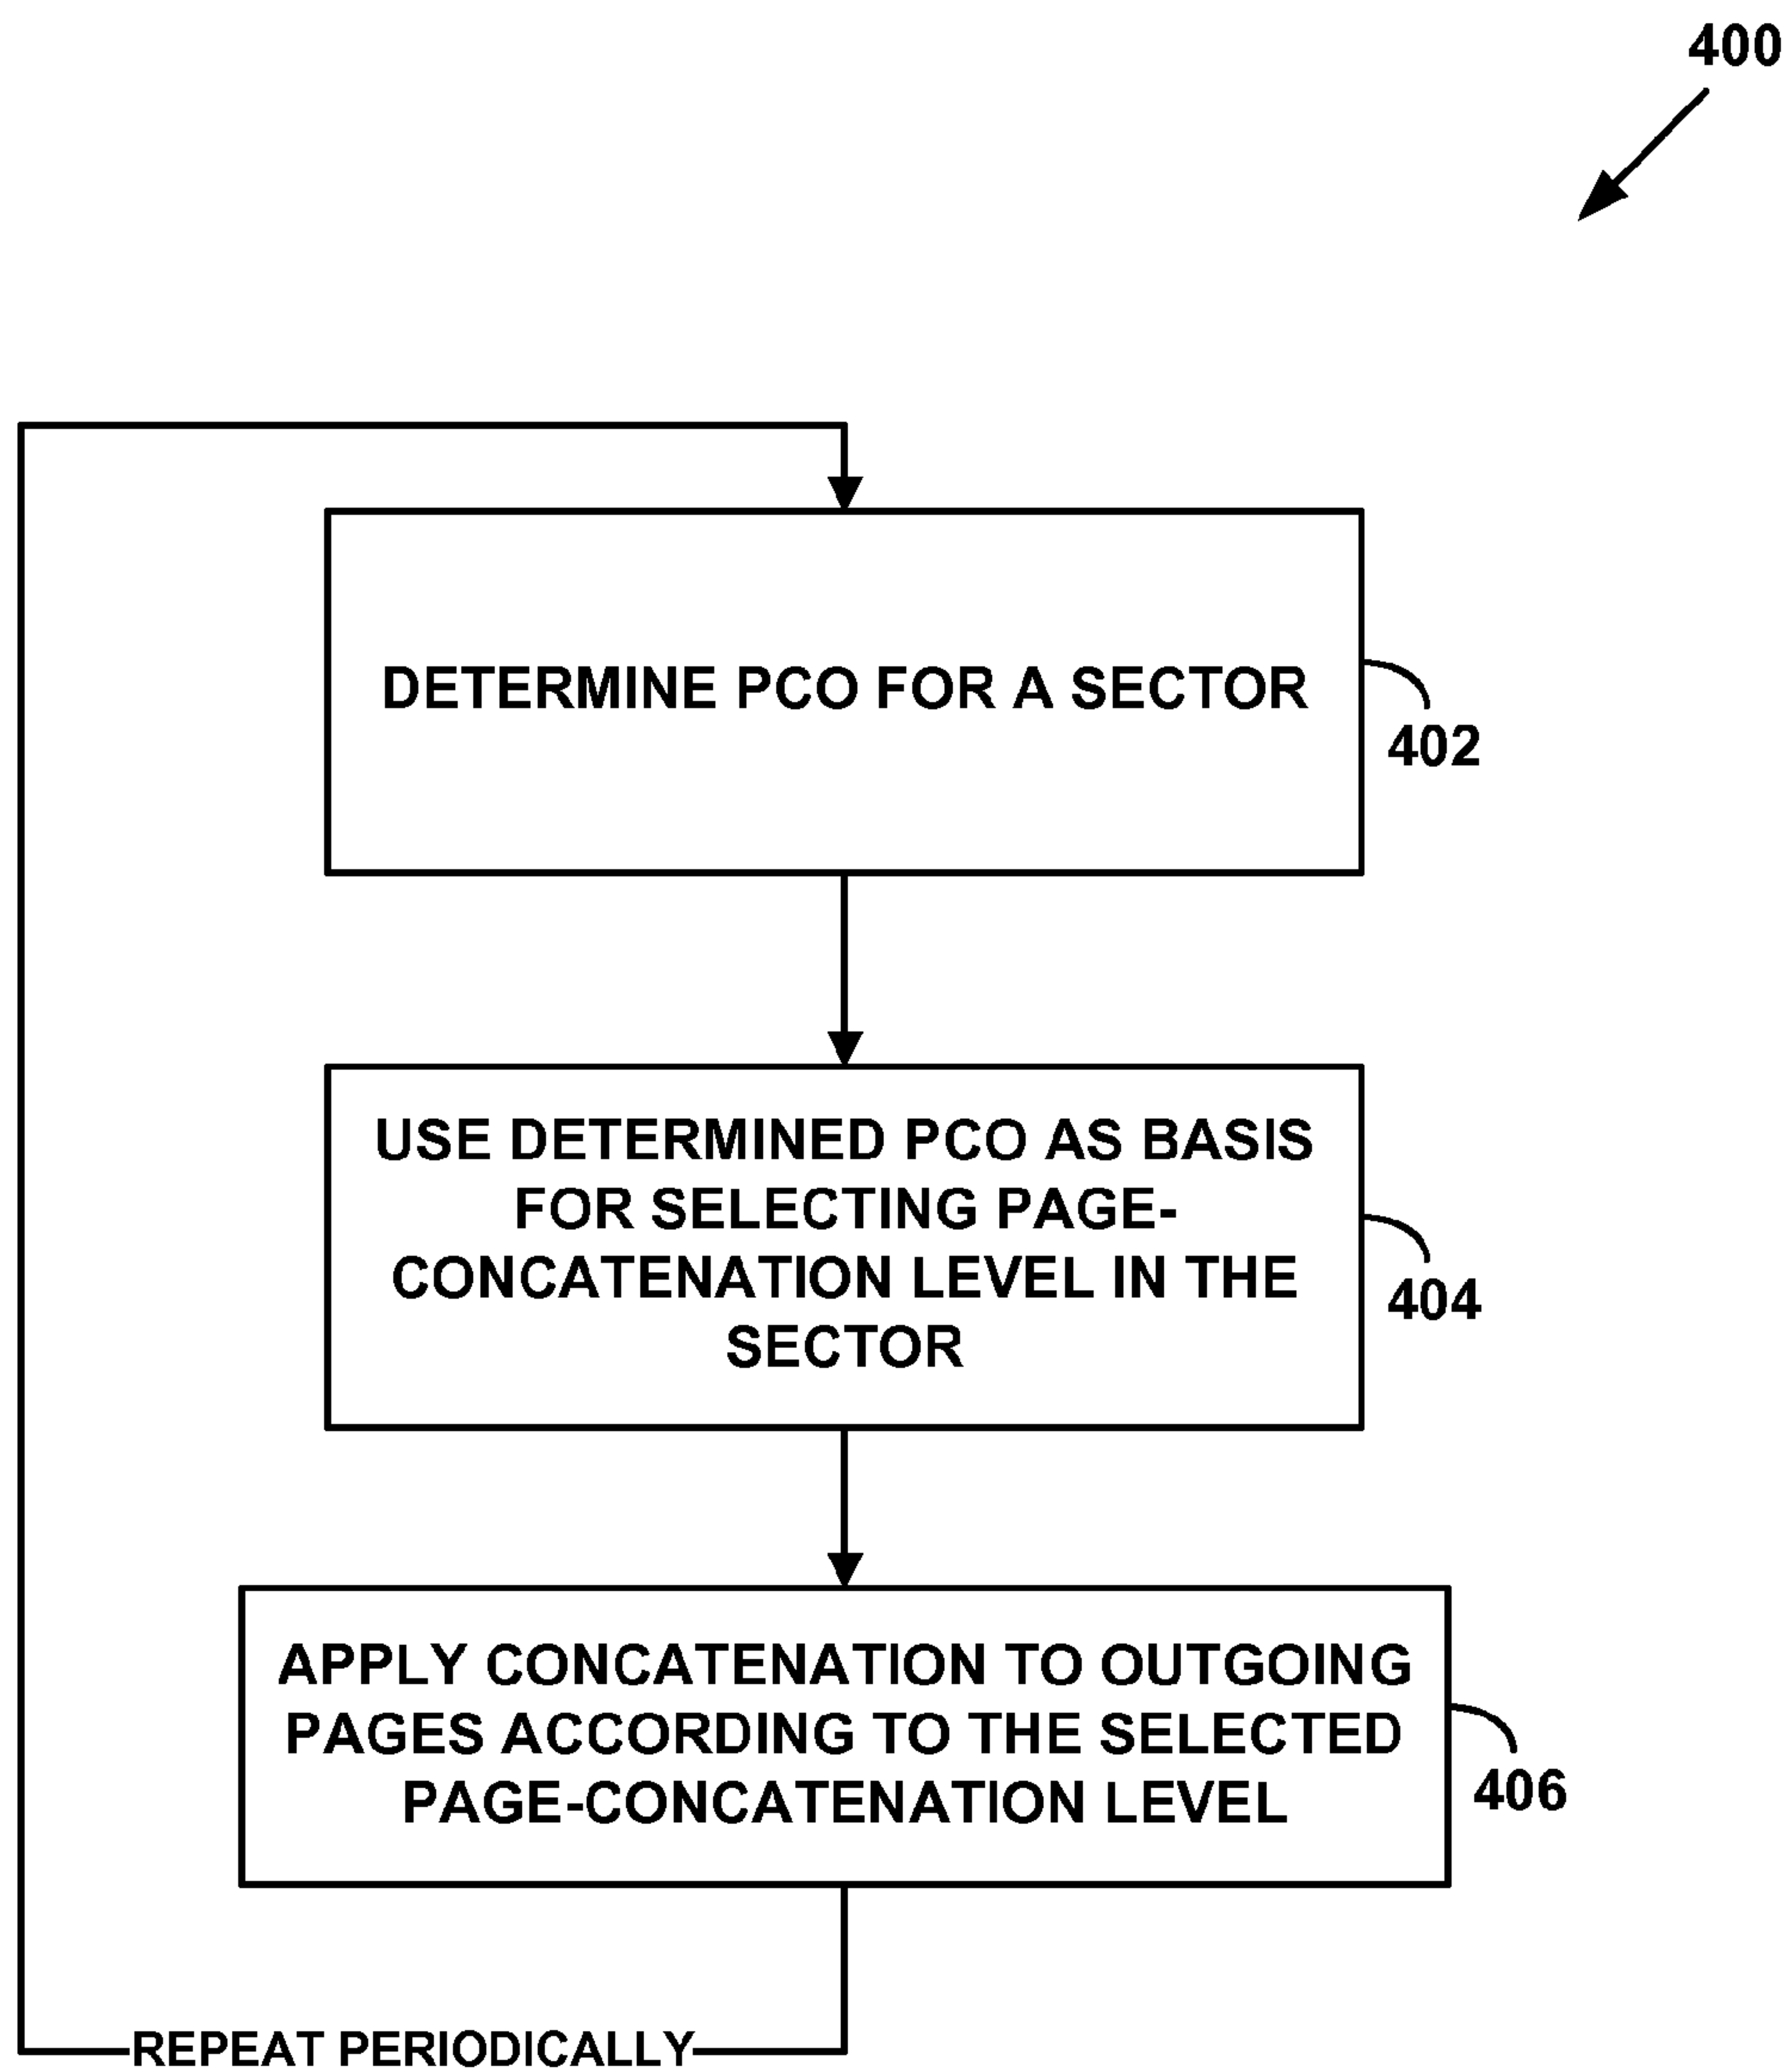 400
DETERMINE PCO FOR A SECTOR
402
USE DETERMINED PCO AS BASIS
FOR SELECTING PAGE-
CONCATENATION LEVEL IN THE
SECTOR
404
APPLY CONCATENATION TO OUTGOING
PAGES ACCORDING TO THE SELECTED
PAGE-CONCATENATION LEVEL
406
REPEAT PERIODICALLY